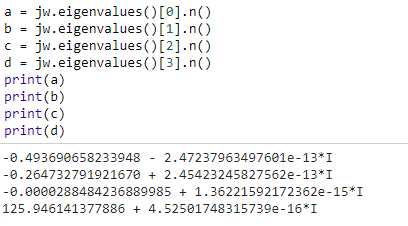 a = jw.eigenvalues()[0].n()
b = jw.eigenvalues()[1].n()
c = jw.eigenvalues()[2].n()
d = jw.eigenvalues()[3].n()
print(a)
print(b)
print(c)
print(d)
-0.493690658233948 - 2.47237963497601e-13*I
-0.264732791921670 + 2.45423245827562e-13*I
-0.0000288484236889985 + 1.36221592172362e-15*I
125.946141377886 + 4.52501748315739e-16*I